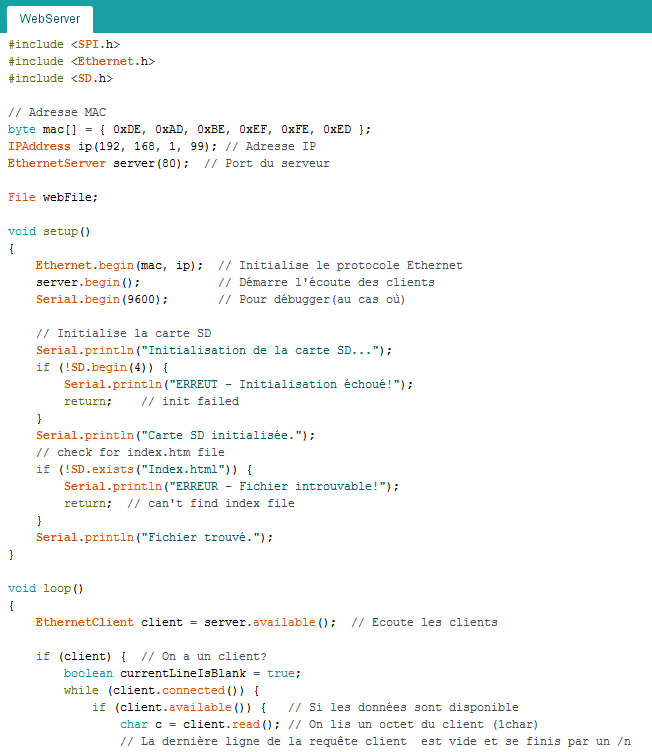 WebServer
#include <SPI.h>
#include <Ethernet.h>
#include <SD.h>
// Adresse MAC
byte mac[] = { 0xDE, 0xAD, 0xBE, 0xEF, 0xFE, 0xED };
IPAddress ip(192, 168, 1, 99); // Adresse IP
EthernetServer server(80);  // Port du serveur
File webFile;
void setup()
{
    Ethernet.begin(mac, ip);  // Initialise le protocole Ethernet
    server.begin();           // Démarre l'écoute des clients
    Serial.begin(9600);       // Pour débugger(au cas où)
    // Initialise la carte SD
    Serial.println("Initialisation de la carte SD...");
    if (!SD.begin(4)) {
        Serial.println("ERREUT - Initialisation échoué!");
        return;    // init failed
    }
    Serial.println("Carte SD initialisée.");
    // check for index.htm file
    if (!SD.exists("Index.html")) {
        Serial.println("ERREUR - Fichier introuvable!");
        return;  // can't find index file
    }
    Serial.println("Fichier trouvé.");
}
void loop()
{
    EthernetClient client = server.available();  // Ecoute les clients
    if (client) {  // On a un client?
        boolean currentLineIsBlank = true;
        while (client.connected()) {
            if (client.available()) {   // Si les données sont disponible
                char c = client.read(); // On lis un octet du client (1char)
                // La dernière ligne de la requête client  est vide et se finis par un /n